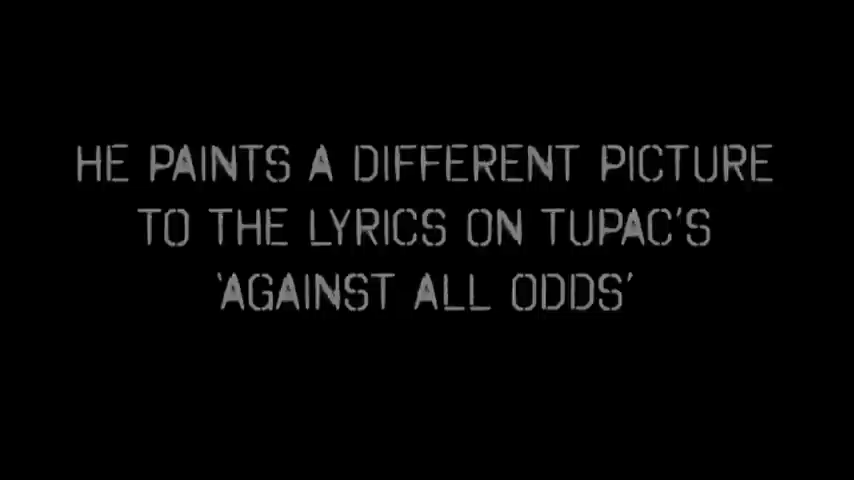 HE PAINTS A DIFFERENT PICTURE
TO THE LYRICS ON TUPAC'S
'AGAINST ALL ODDS'